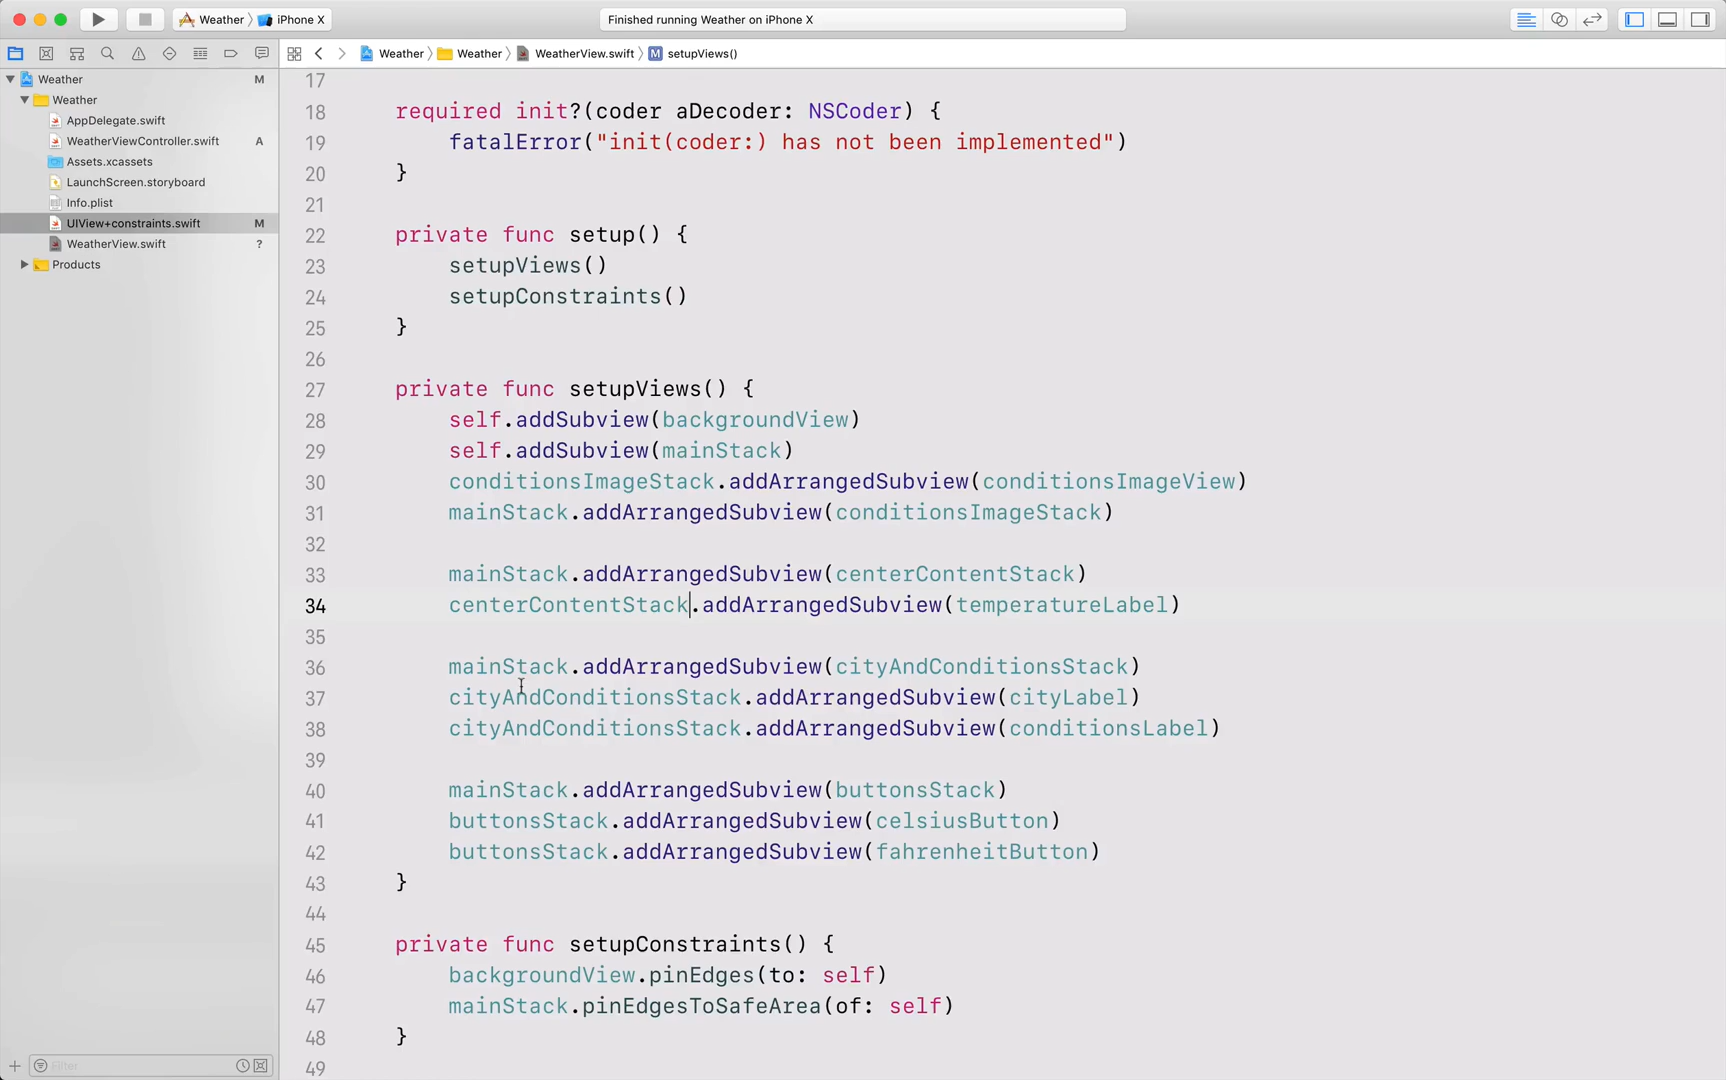 Weather
iPhone X
Finished running Weather on iPhone X
Weather
Weather
WeatherView.swift
M
setupViews()
Weather
M
Weather
AppDelegate.swift
WeatherViewController.swift
A
Assets.xcassets
LaunchScreen.storyboard
Info.plist
UIView+constraints.swift
M
WeatherView.swift
?
Products
17
18 required init?(coder aDecoder: NSCoder) {
19 fatalError("init(coder:) has not been implemented")
20 }
21
22 private func setup() {
23 setupViews()
24 setupConstraints()
25 }
26
27 private func setupViews() {
28 self.addSubview(backgroundView)
29 self.addSubview(mainStack)
30 conditionsImageStack.addArrangedSubview(conditionsImageView)
31 mainStack.addArrangedSubview(conditionsImageStack)
32
33 mainStack.addArrangedSubview(centerContentStack)
34 centerContentStack.addArrangedSubview(temperatureLabel)
35
36 mainStack.addArrangedSubview(cityAndConditionsStack)
37 cityAndConditionsStack.addArrangedSubview(cityLabel)
38 cityAndConditionsStack.addArrangedSubview(conditionsLabel)
39
40 mainStack.addArrangedSubview(buttonsStack)
41 buttonsStack.addArrangedSubview(celsiusButton)
42 buttonsStack.addArrangedSubview(fahrenheitButton)
43 }
44
45 private func setupConstraints() {
46 backgroundView.pinEdges(to: self)
47 mainStack.pinEdgesToSafeArea(of: self)
48 }
49
Filter